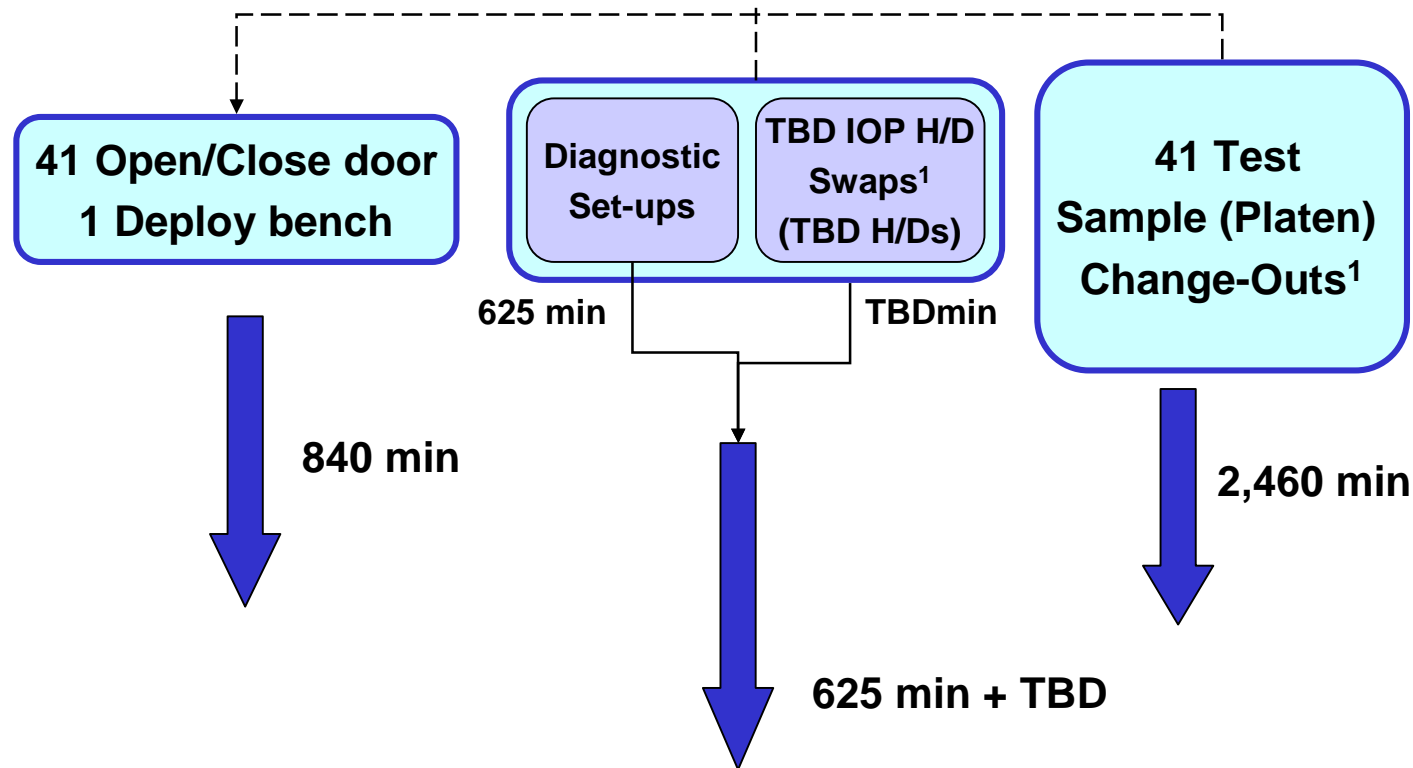 41 Open/Close door
1 Deploy bench
Diagnostic
Set-ups
TBD IOP H/D
Swaps¹
(TBD H/Ds)
41 Test
Sample (Platen)
Change-Outs¹
625 min
TBDmin
840 min
2,460 min
625 min + TBD